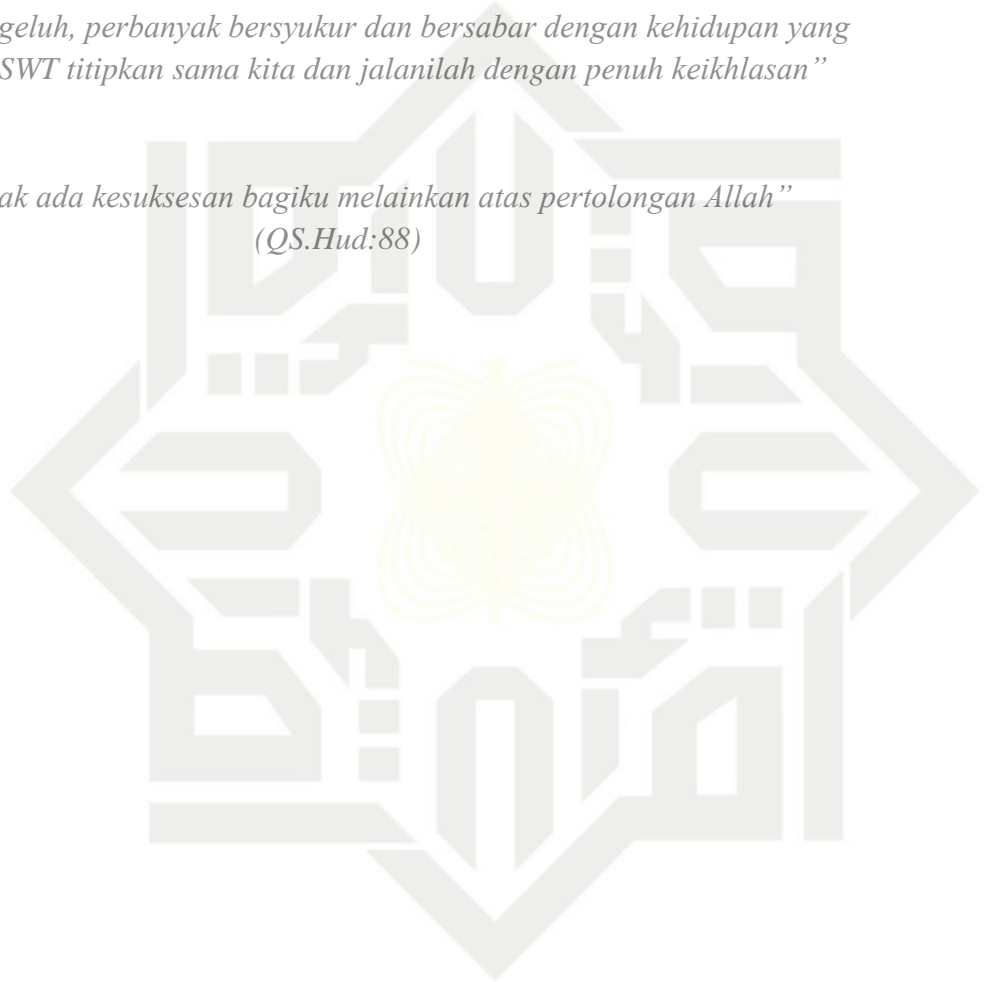 geluh, perbanyak bersyukur dan bersabar dengan kehidupan yang
SWT titipkan sama kita dan jalanilah dengan penuh keikhlasan”
ak ada kesuksesan bagiku melainkan atas pertolongan Allah”
(QS.Hud:88)